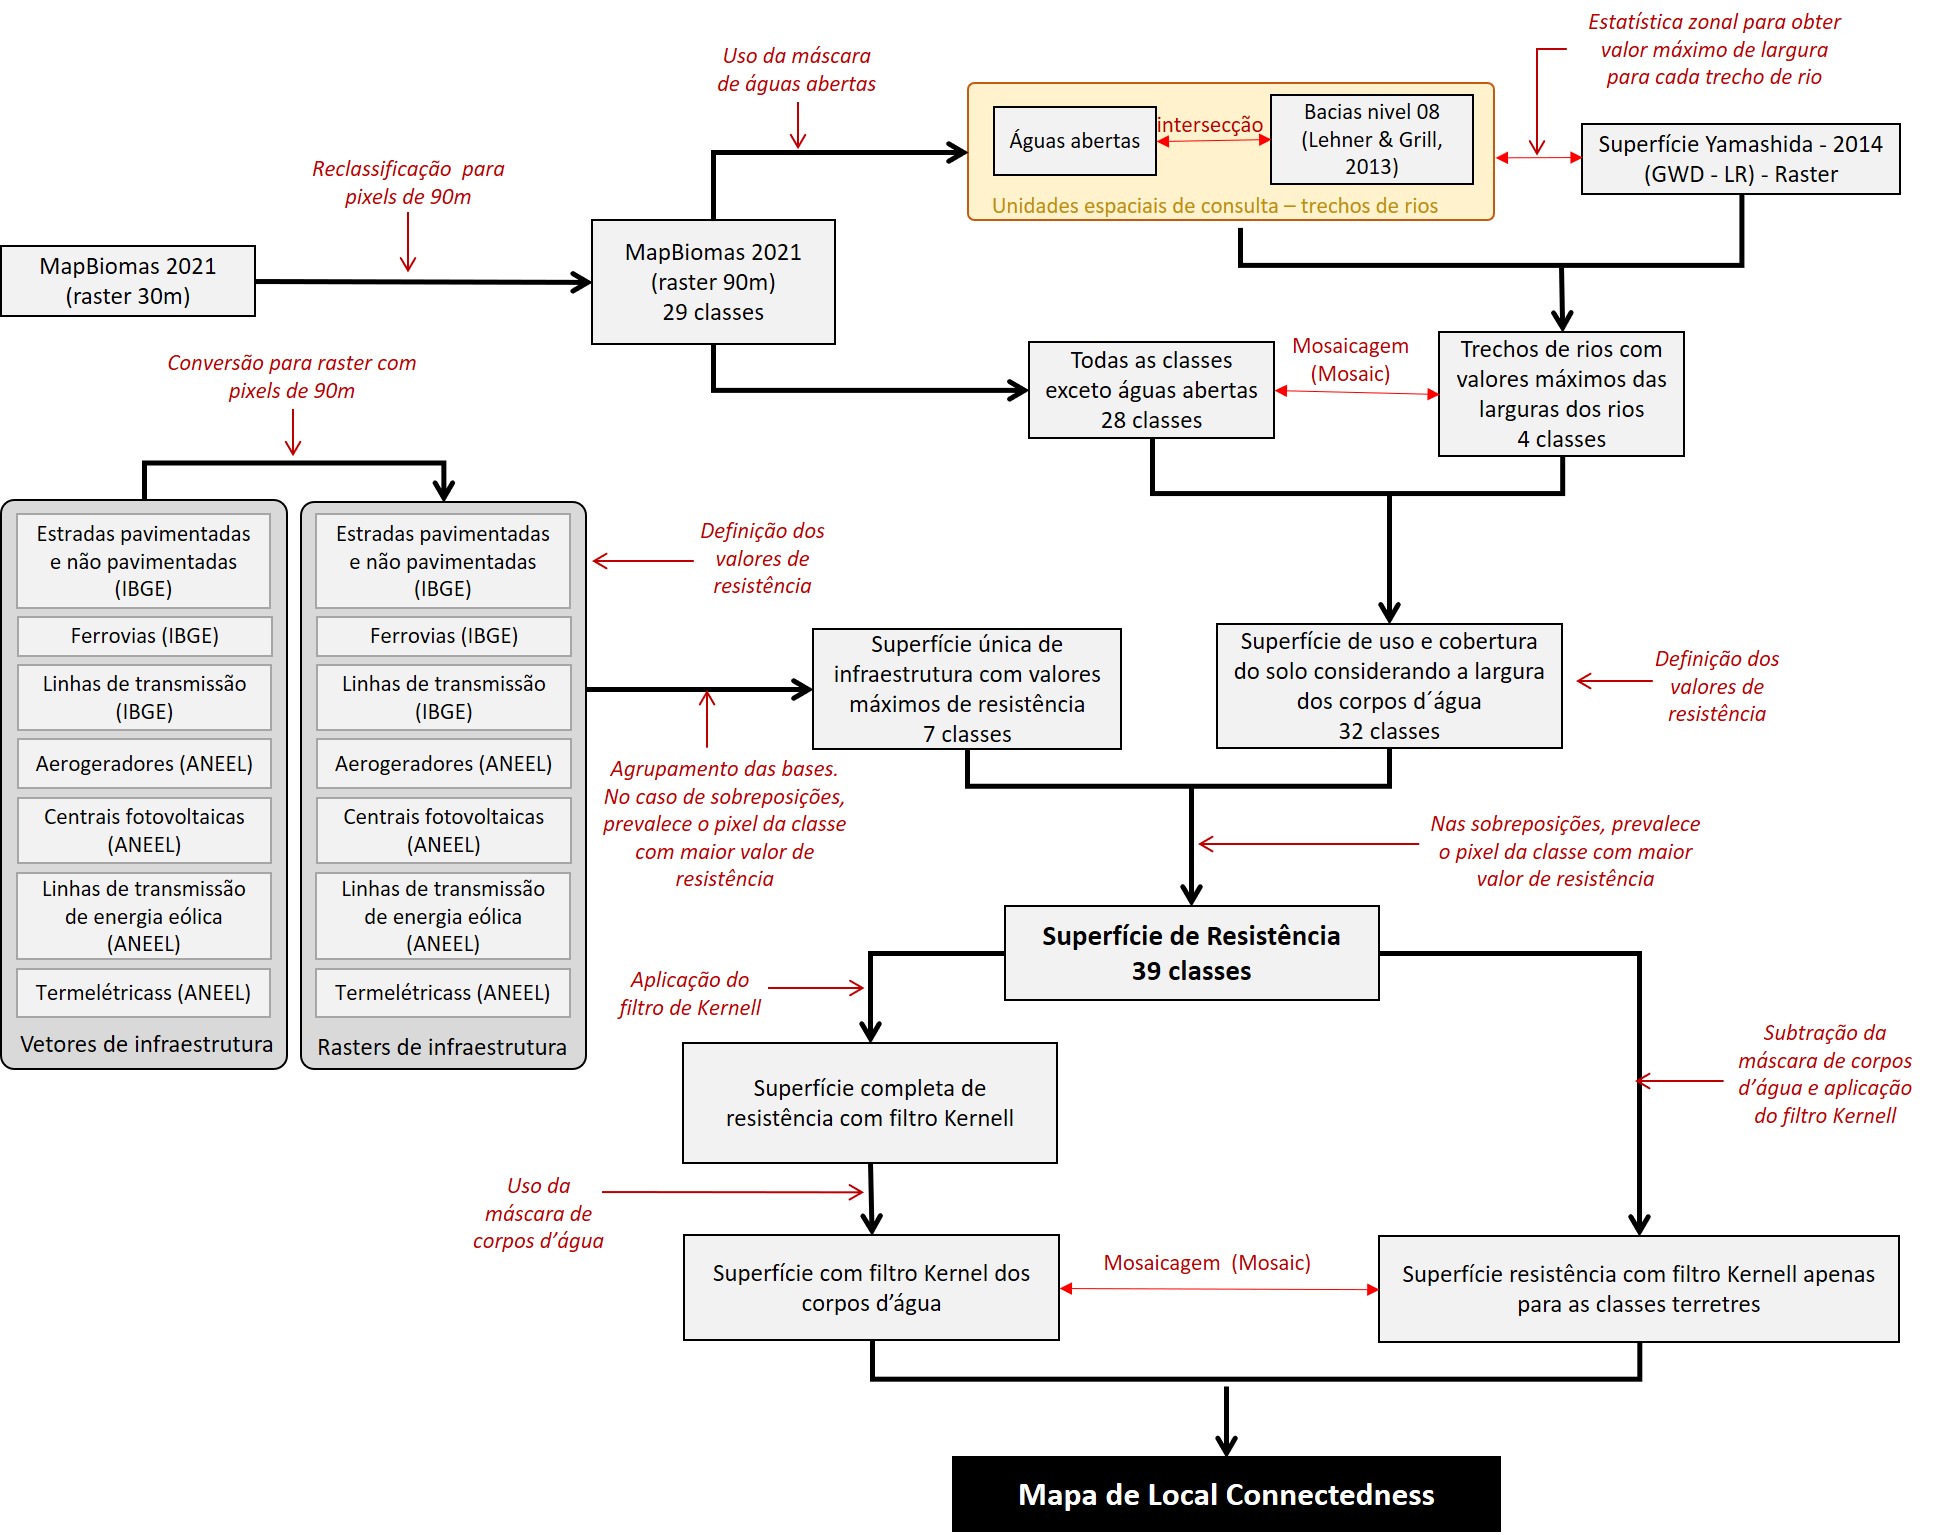 Estatística zonal para obter
valor máximo de largura
para cada trecho de rio
Uso da máscara
de águas abertas
Águas abertas
intersecção
Bacias nivel 08
(Lehner & Grill,
2013)
Unidades espaciais de consulta – trechos de rios
Superfície Yamashida - 2014
(GWD - LR) - Raster
Reclassificação para
pixels de 90m
MapBiomas 2021
(raster 30m)
MapBiomas 2021
(raster 90m)
29 classes
Todas as classes
exceto águas abertas
28 classes
Mosaicagem
(Mosaic)
Trechos de rios com
valores máximos das
larguras dos rios
4 classes
Conversão para raster com
pixels de 90m
Estradas pavimentadas
e não pavimentadas
(IBGE)
Ferrovias (IBGE)
Linhas de transmissão
(IBGE)
Aerogeradores (ANEEL)
Centrais fotovoltaicas
(ANEEL)
Linhas de transmissão
de energia eólica
(ANEEL)
Termelétricass (ANEEL)
Vetores de infraestrutura
Estradas pavimentadas
e não pavimentadas
(IBGE)
Ferrovias (IBGE)
Linhas de transmissão
(IBGE)
Aerogeradores (ANEEL)
Centrais fotovoltaicas
(ANEEL)
Linhas de transmissão
de energia eólica
(ANEEL)
Termelétricass (ANEEL)
Rasters de infraestrutura
Definição dos
valores de
resistência
Superfície única de
infraestrutura com valores
máximos de resistência
7 classes
Superfície de uso e cobertura
do solo considerando a largura
dos corpos d´água
32 classes
Definição dos
valores de
resistência
Agrupamento das bases.
No caso de sobreposições,
prevalece o pixel da classe
com maior valor de
resistência
Nas sobreposições, prevalece
o pixel da classe com maior
valor de resistência
Superfície de Resistência
39 classes
Aplicação do
filtro de Kernell
Superfície completa de
resistência com filtro Kernell
Subtração da
máscara de corpos
d’água e aplicação
do filtro Kernell
Uso da
máscara de
corpos d’água
Superfície com filtro Kernel dos
corpos d’água
Mosaicagem (Mosaic)
Superfície resistência com filtro Kernell apenas
para as classes terretres
Mapa de Local Connectedness